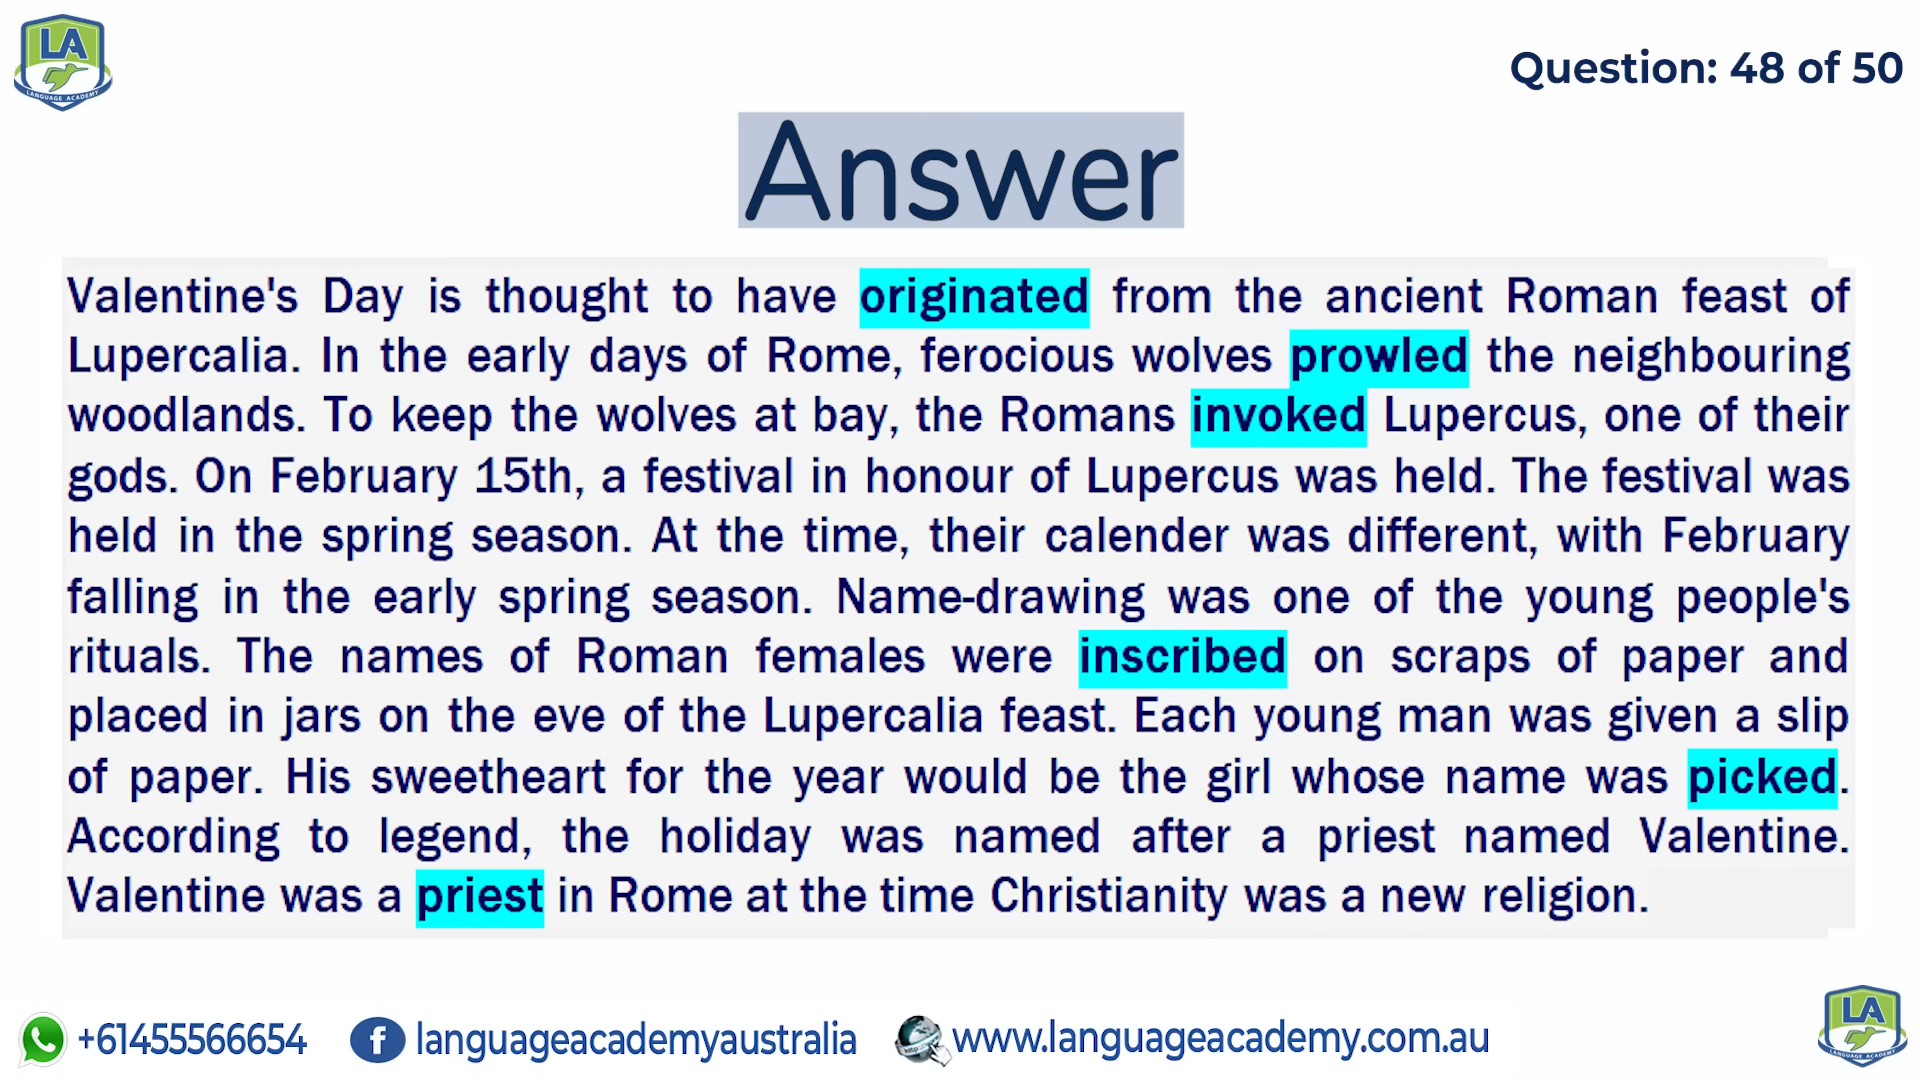 LA
LANGUAGE ACADEMY
Question: 48 of 50
Answer
Valentine's Day is thought to have originated from the ancient Roman feast of
Lupercalia. In the early days of Rome, ferocious wolves prowled the neighbouring
woodlands. To keep the wolves at bay, the Romans invoked Lupercus, one of their
gods. On February 15th, a festival in honour of Lupercus was held. The festival was
held in the spring season. At the time, their calender was different, with February
falling in the early spring season. Name-drawing was one of the young people's
rituals. The names of Roman females were inscribed on scraps of paper and
placed in jars on the eve of the Lupercalia feast. Each young man was given a slip
of paper. His sweetheart for the year would be the girl whose name was picked.
According to legend, the holiday was named after a priest named Valentine.
Valentine was a priest in Rome at the time Christianity was a new religion.
+61455566654
f languageacademyaustralia
http:// www.languageacademy.com.au
LA
LANGUAGE ACADEMY